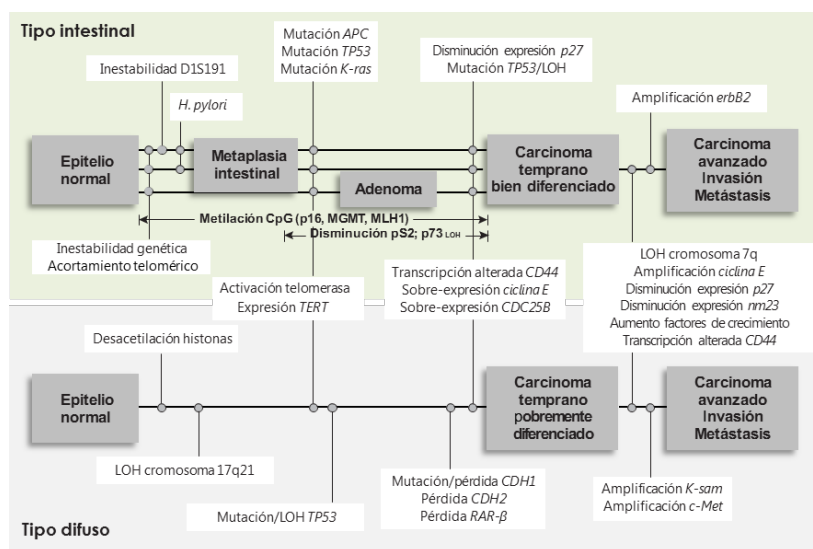 Tipo intestinal
Mutación APC
Mutación TP53
Mutación K-ras
Disminución expresión p27
Mutación TP53/LOH
Inestabilidad D1S191
H. pylori
Amplificación erbB2
Epitelio
normal
Metaplasia
intestinal
Adenoma
Carcinoma
temprano
bien diferenciado
Carcinoma
avanzado
Invasión
Metástasis
Metilación CpG (p16, MGMT, MLH1)
Disminución pS2; p73 LOH
Inestabilidad genética
Acortamiento telomérico
Activación telomerasa
Expresión TERT
Transcripción alterada CD44
Sobre-expresión ciclina E
Sobre-expresión CDC25B
LOH cromosoma 7q
Amplificación ciclina E
Disminución expresión p27
Disminución expresión nm23
Aumento factores de crecimiento
Transcripción alterada CD44
Desacetilación histonas
Epitelio
normal
Carcinoma
temprano
pobremente
diferenciado
Carcinoma
avanzado
Invasión
Metástasis
LOH cromosoma 17q21
Mutación/LOH TP53
Mutación/pérdida CDH1
Pérdida CDH2
Pérdida RAR-β
Amplificación K-sam
Amplificación c-Met
Tipo difuso